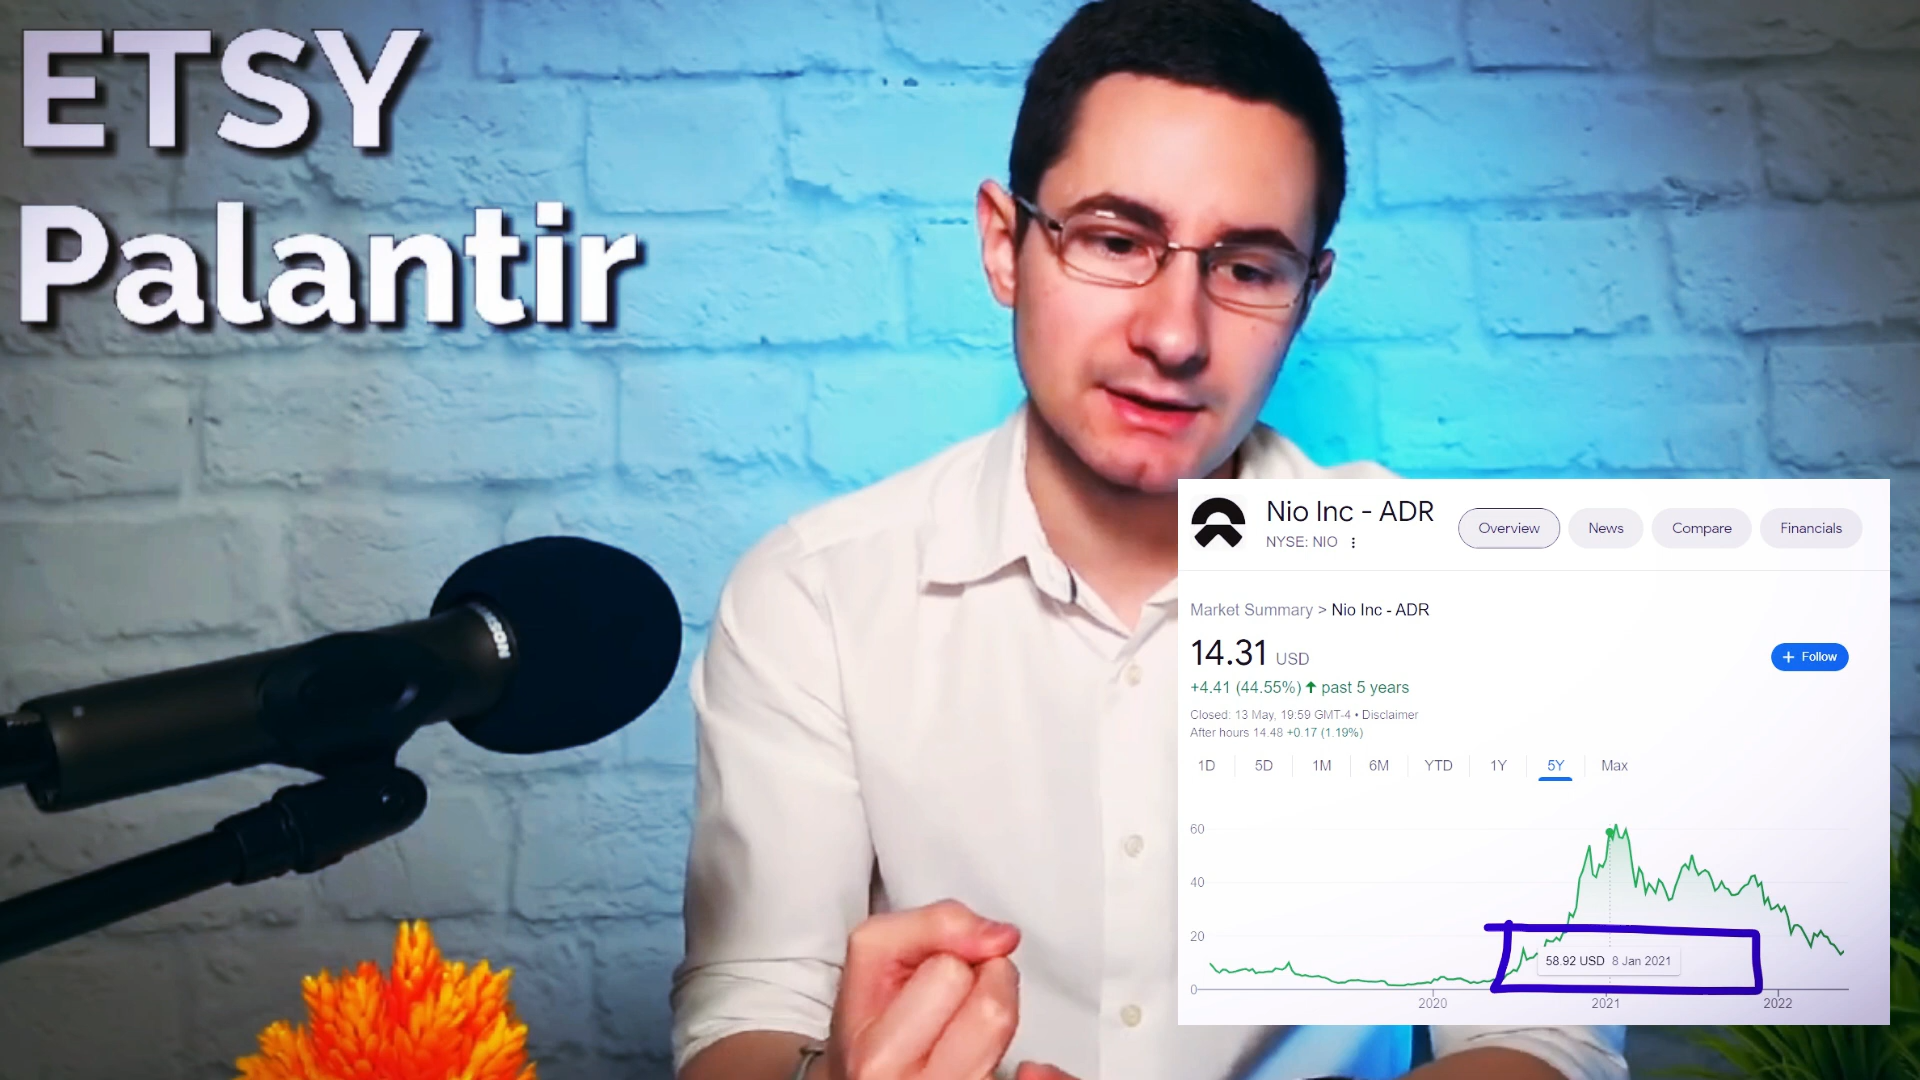 ETSY
Palantir
Nio Inc - ADR
NYSE: NIO
Overview
News
Compare
Financials
Market Summary > Nio Inc - ADR
14.31 USD
+4.41 (44.55%) past 5 years
+ Follow
Closed: 13 May, 19:59 GMT-4 • Disclaimer
After hours 14.48 +0.17 (1.19%)
1D 5D 1M 6M YTD 1Y 5Y Max
60
40
20
0
58.92 USD 8 Jan 2021
2020 2021 2022